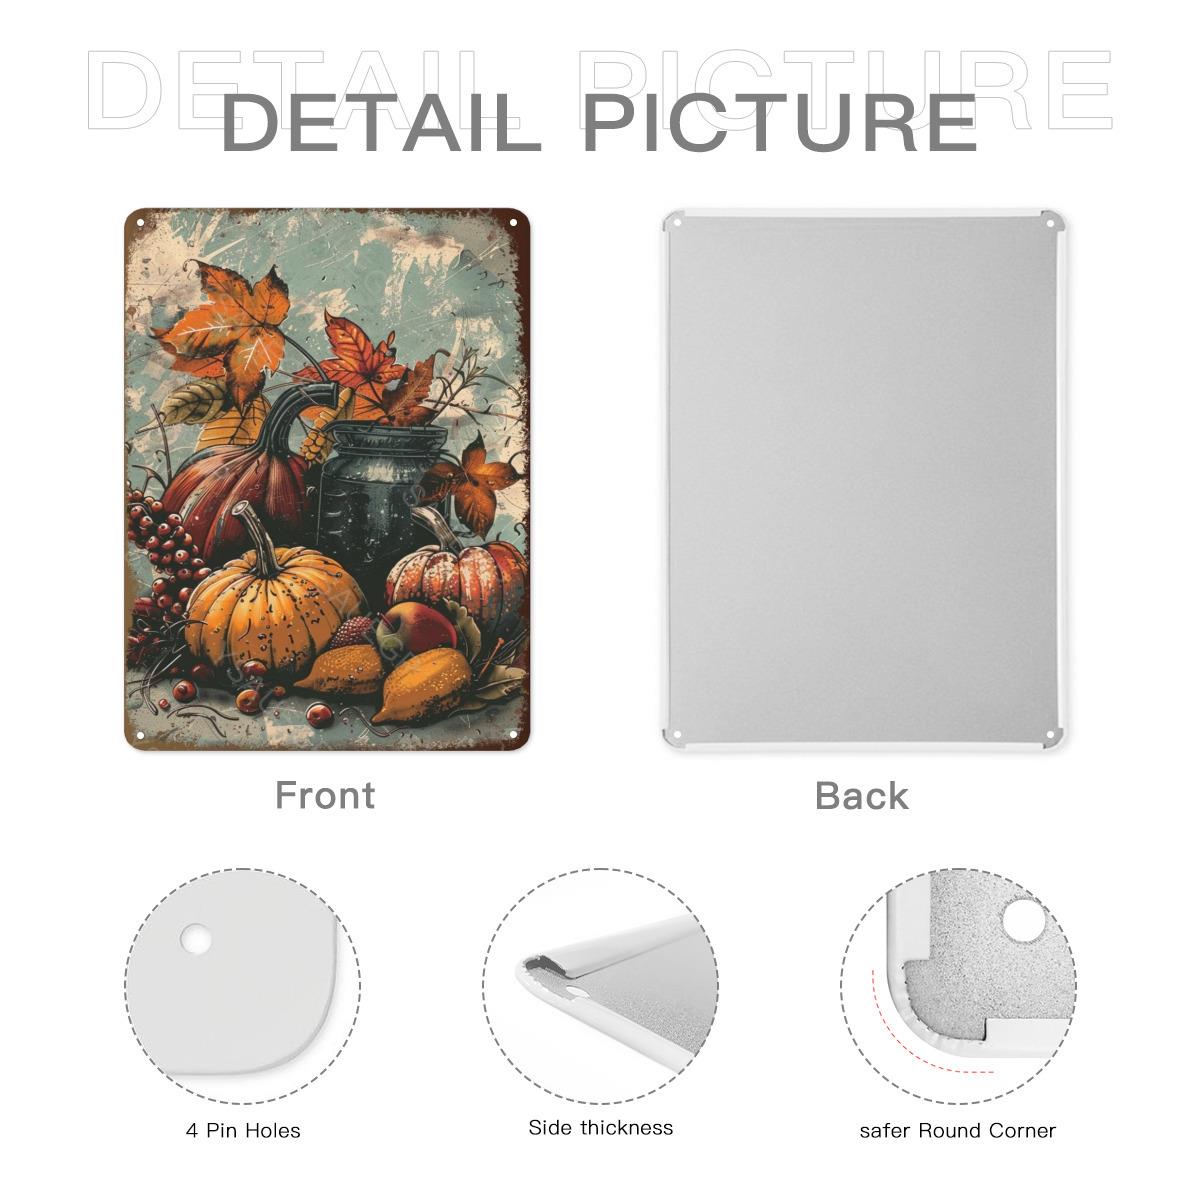 DETAIL PICTURE
DETAIL PICTURE
Front
Back
4 Pin Holes
Side thickness
safer Round Corner